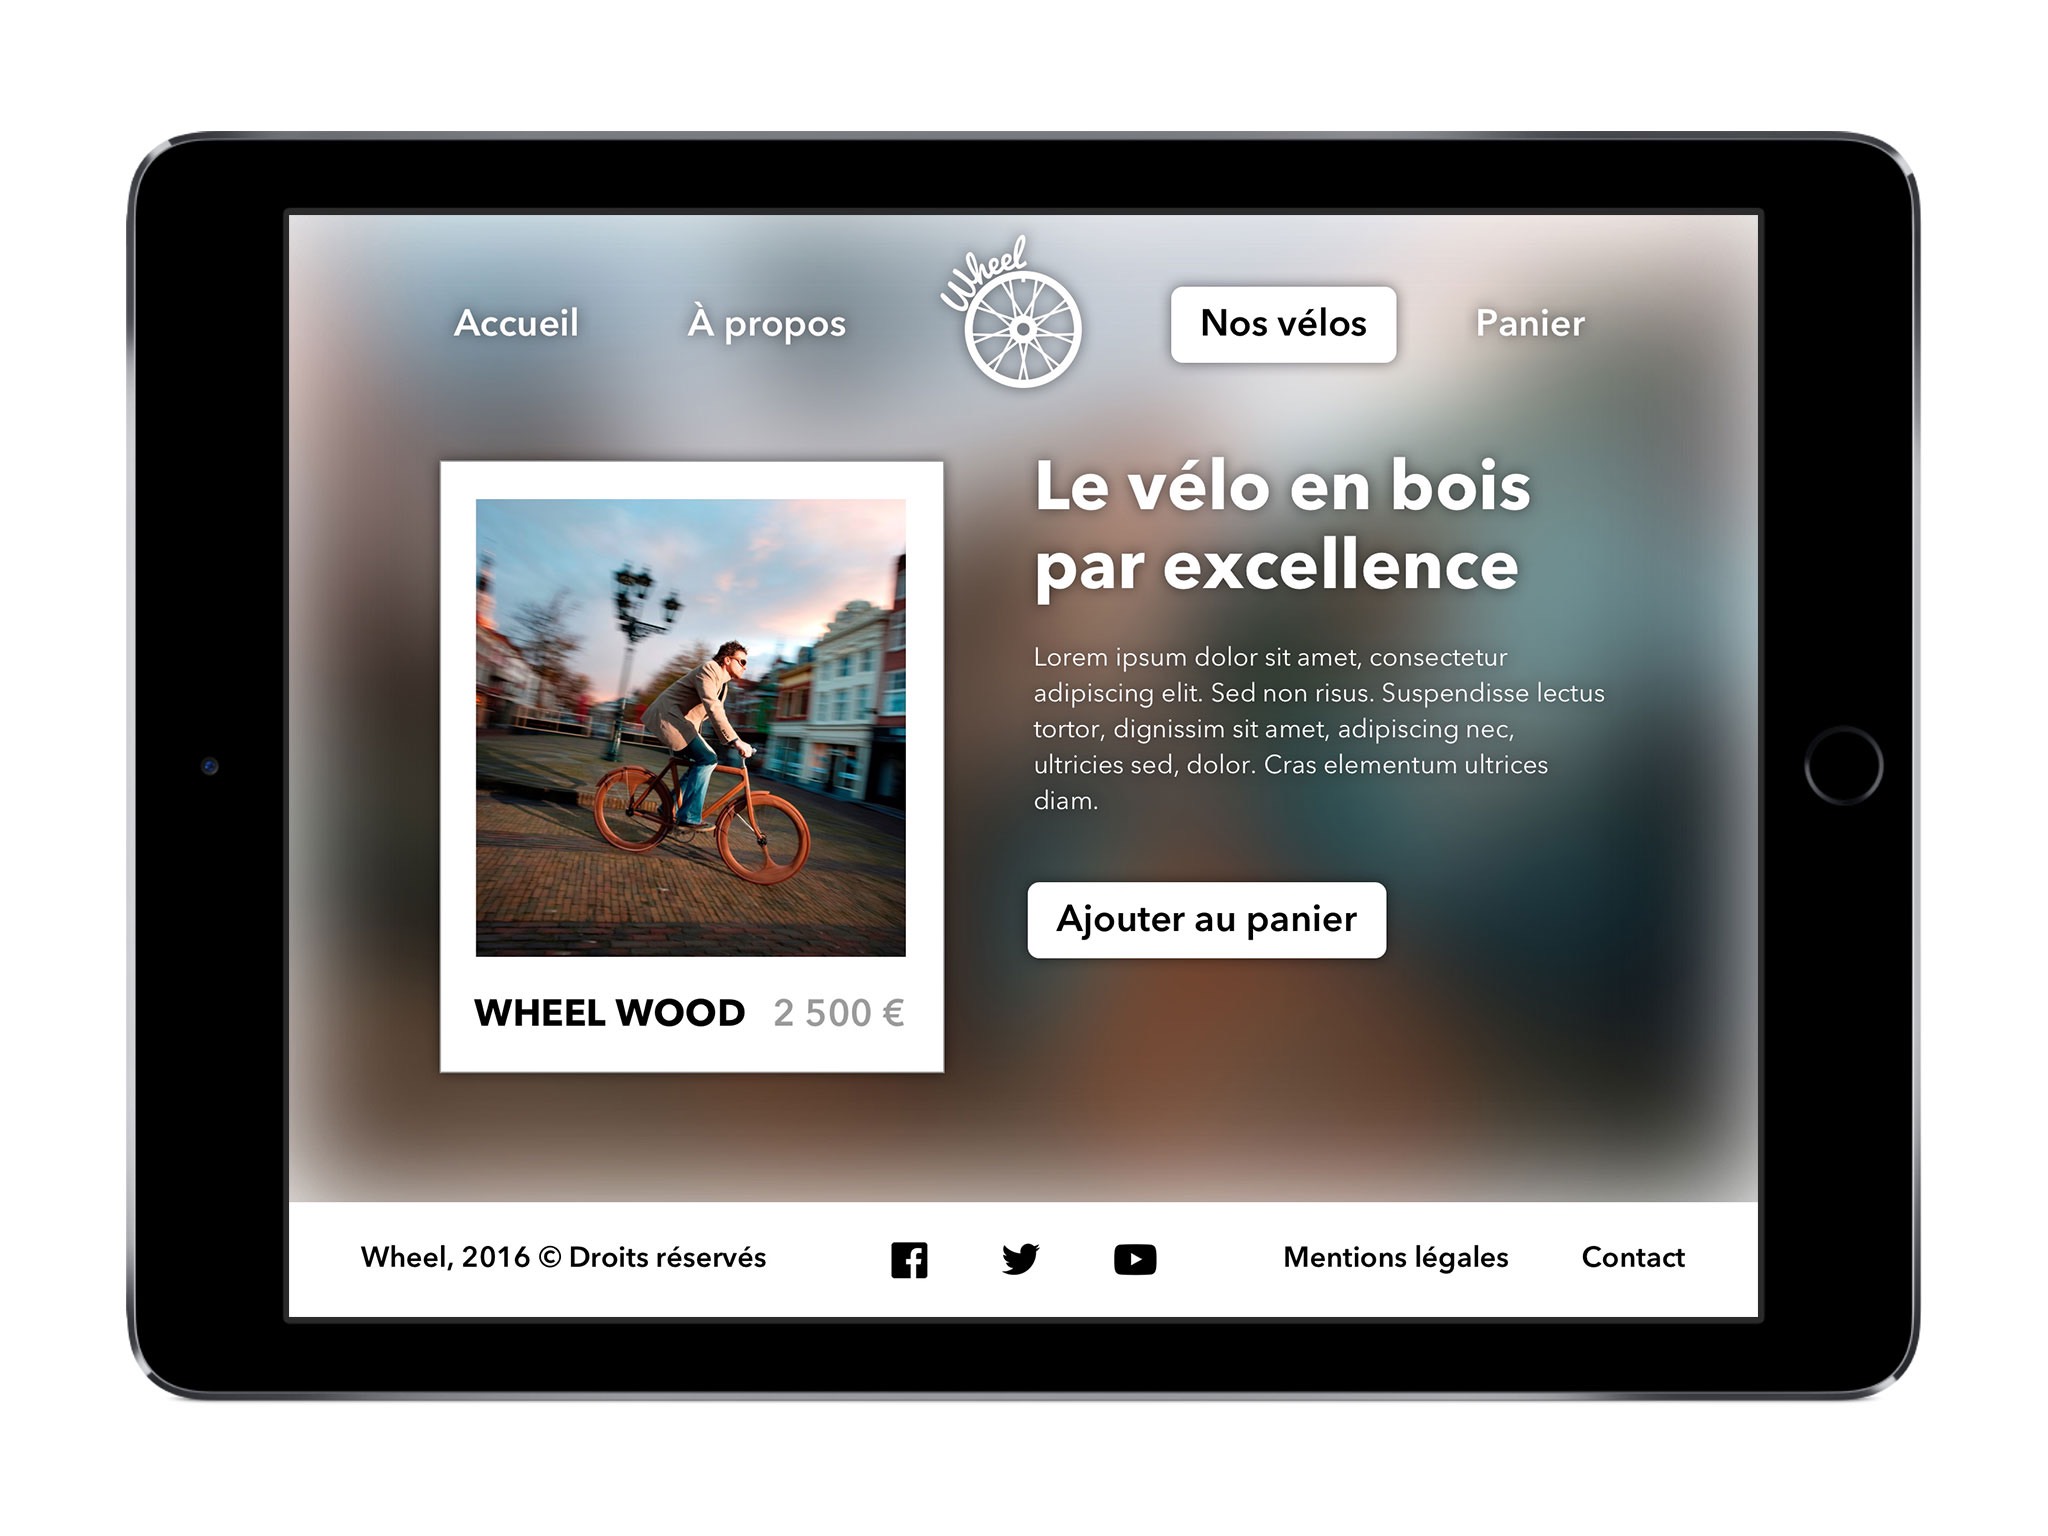 Wheel
Accueil
À propos
Nos vélos
Panier
Le vélo en bois
par excellence
Lorem ipsum dolor sit amet, consectetur
adipiscing elit. Sed non risus. Suspendisse lectus
tortor, dignissim sit amet, adipiscing nec,
ultricies sed, dolor. Cras elementum ultrices
diam.
Ajouter au panier
WHEEL WOOD 2 500 €
Wheel, 2016 © Droits réservés
Mentions légales
Contact